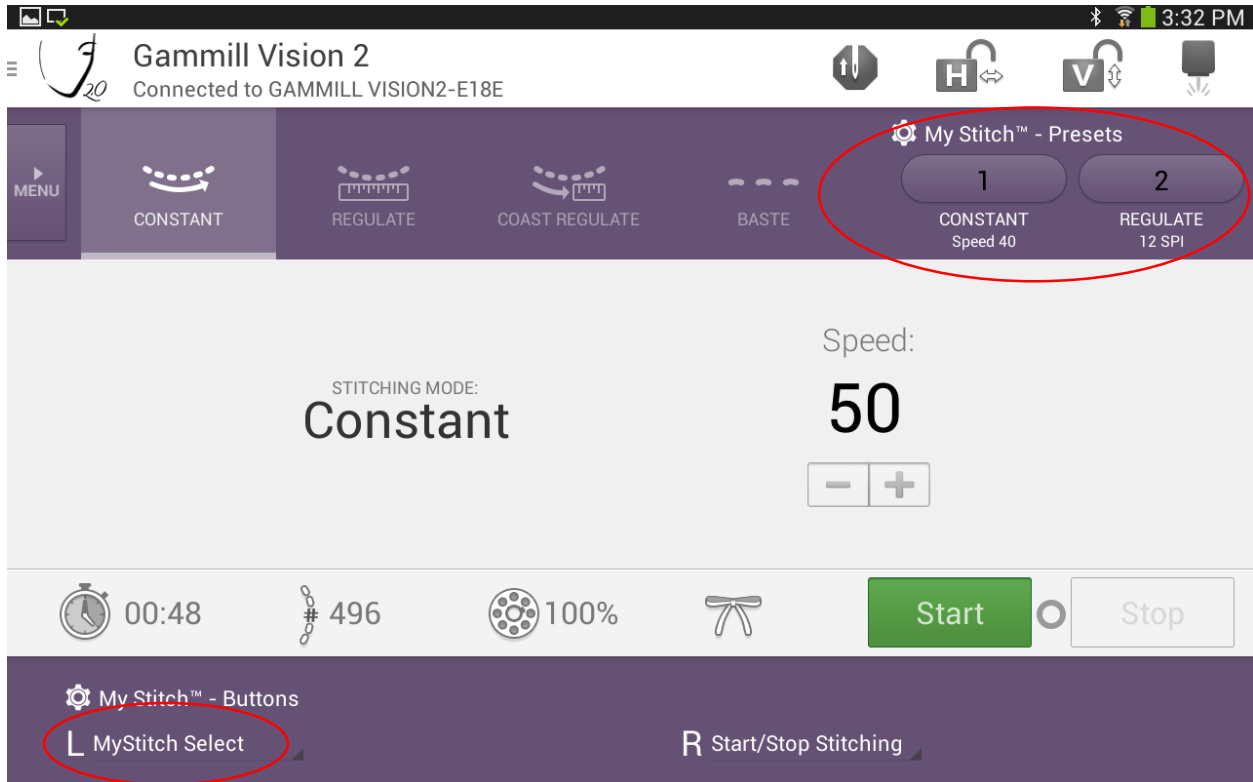 3:32 PM
20
Gammill Vision 2
Connected to GAMMILL VISION2-E18E
H
V
MENU
CONSTANT
REGULATE
COAST REGULATE
BASTE
My Stitch™ - Presets
1
2
CONSTANT
REGULATE
Speed 40
12 SPI
STITCHING MODE:
Constant
Speed:
50
00:48
# 496
100%
Start
Stop
My Stitch™ - Buttons
L MyStitch Select
R Start/Stop Stitching